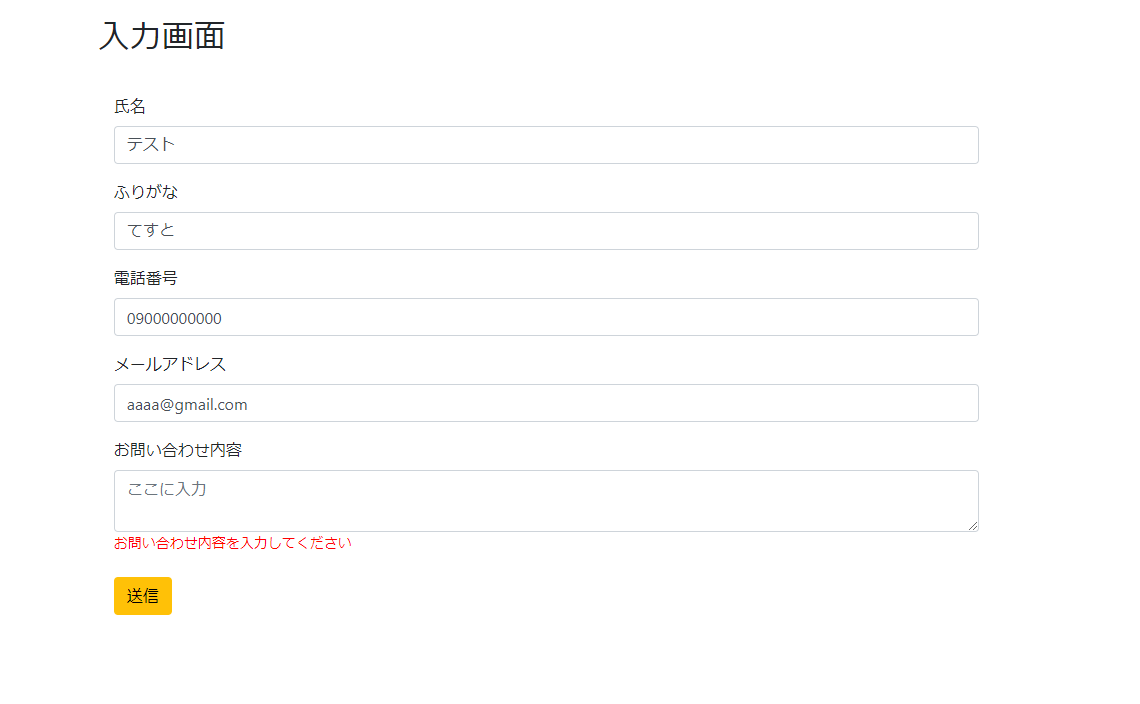 入力画面
氏名
テスト
ふりがな
てすと
電話番号
09000000000
メールアドレス
aaaa@gmail.com
お問い合わせ内容
ここに入力
お問い合わせ内容を入力してください
送信